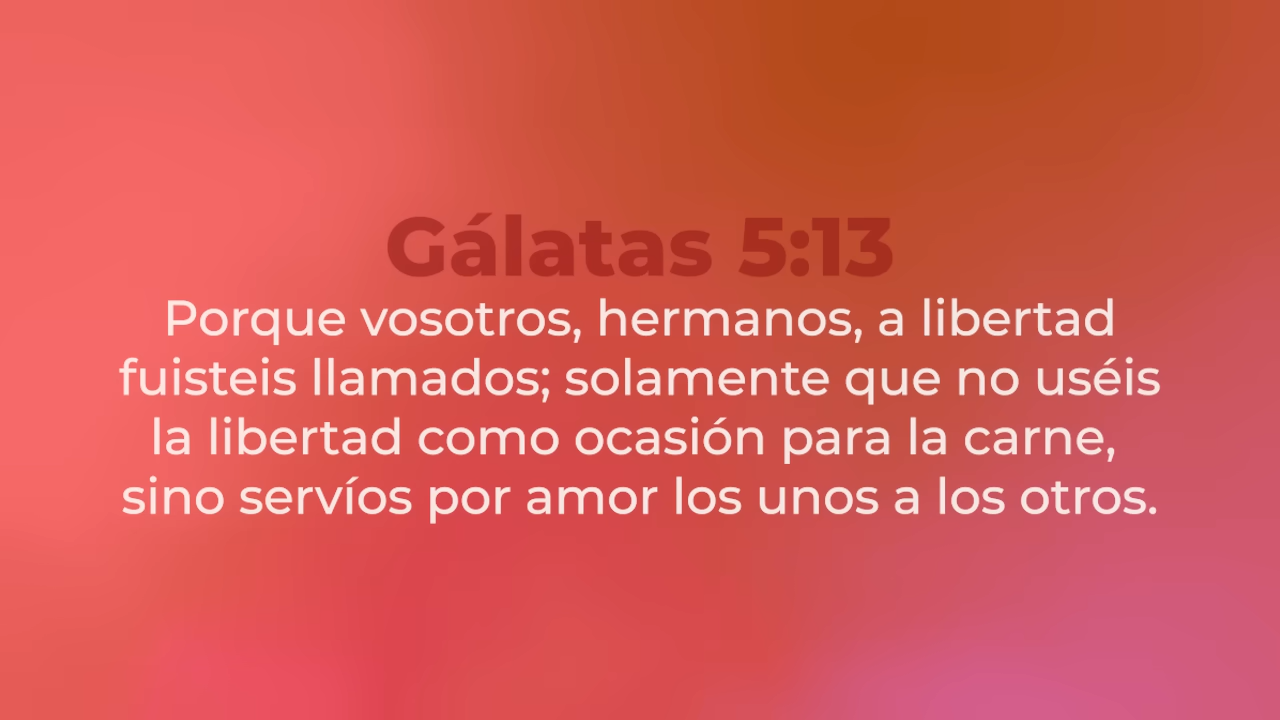 Gálatas 5:13
Porque vosotros, hermanos, a libertad
fuisteis llamados; solamente que no uséis
la libertad como ocasión para la carne,
sino servíos por amor los unos a los otros.